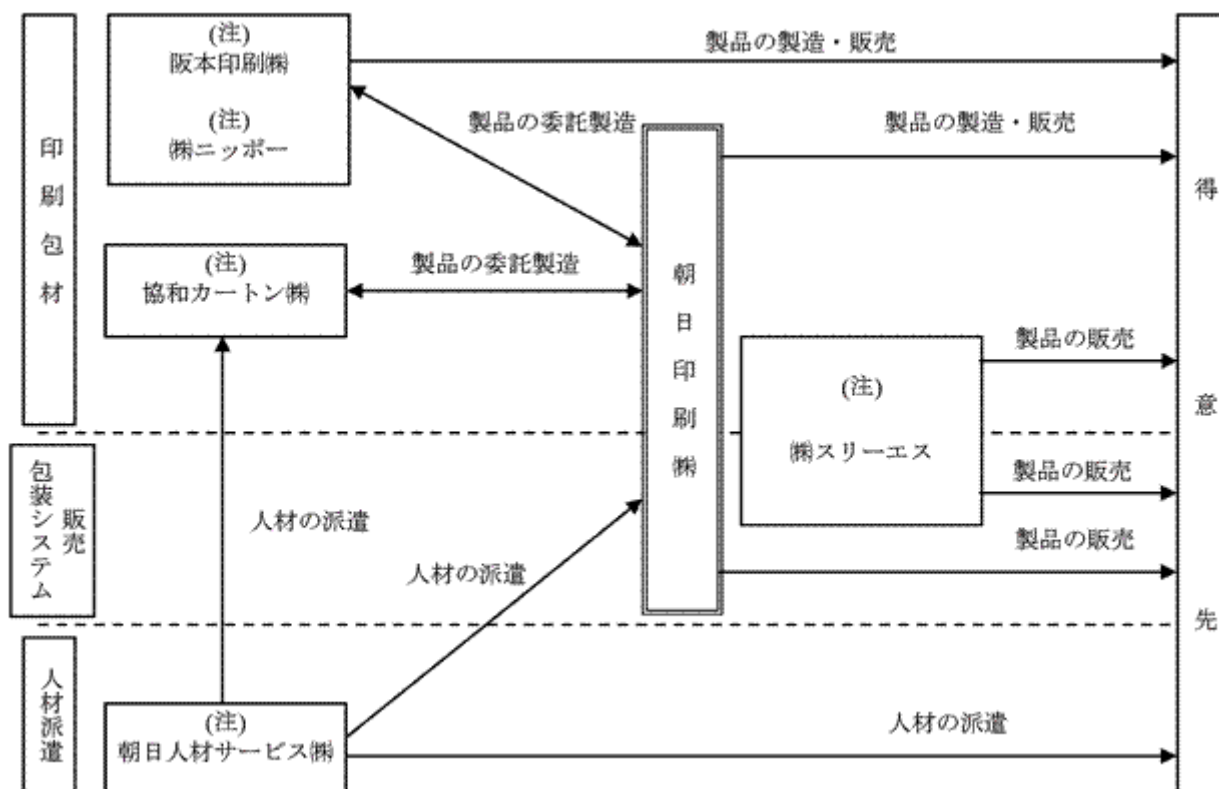 印刷包材
(注)
阪本印刷㈱
(注)
㈱ニッポー
製品の製造・販売
製品の委託製造
製品の製造・販売
(注)
協和カートン㈱
製品の委託製造
朝日印刷㈱
(注)
㈱スリーエス
製品の販売
製品の販売
製品の販売
得意先
包装システム
販売
人材の派遣
人材の派遣
人材派遣
(注)
朝日人材サービス㈱
人材の派遣